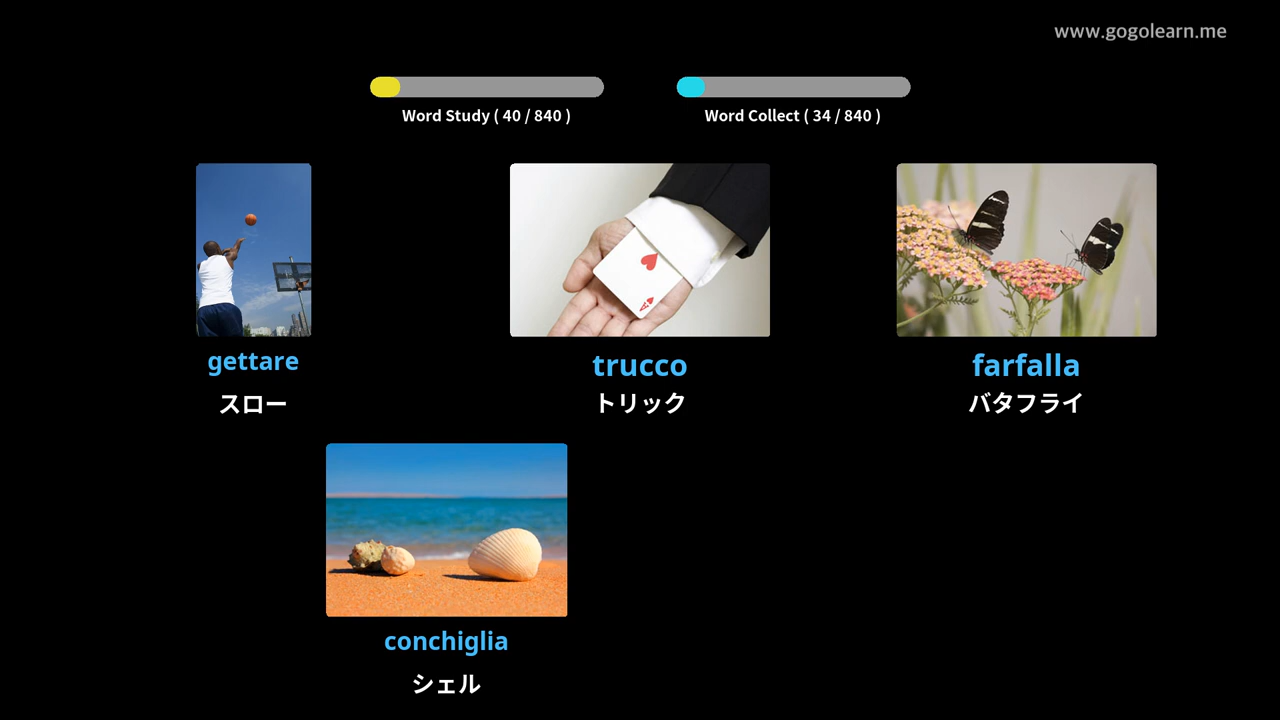 www.gogolearn.me
Word Study ( 40 / 840 )
Word Collect ( 34 / 840 )
gettare
スロー
trucco
トリック
farfalla
バタフライ
conchiglia
シェル